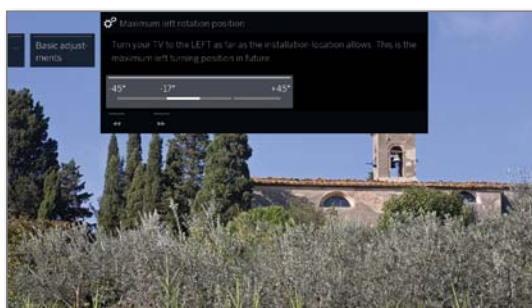 Maximum left rotation position
...
Basic adjust-
ments
Turn your TV to the LEFT as far as the installation-location allows. This is the
maximum left turning position in future.
-45° -17° +45°